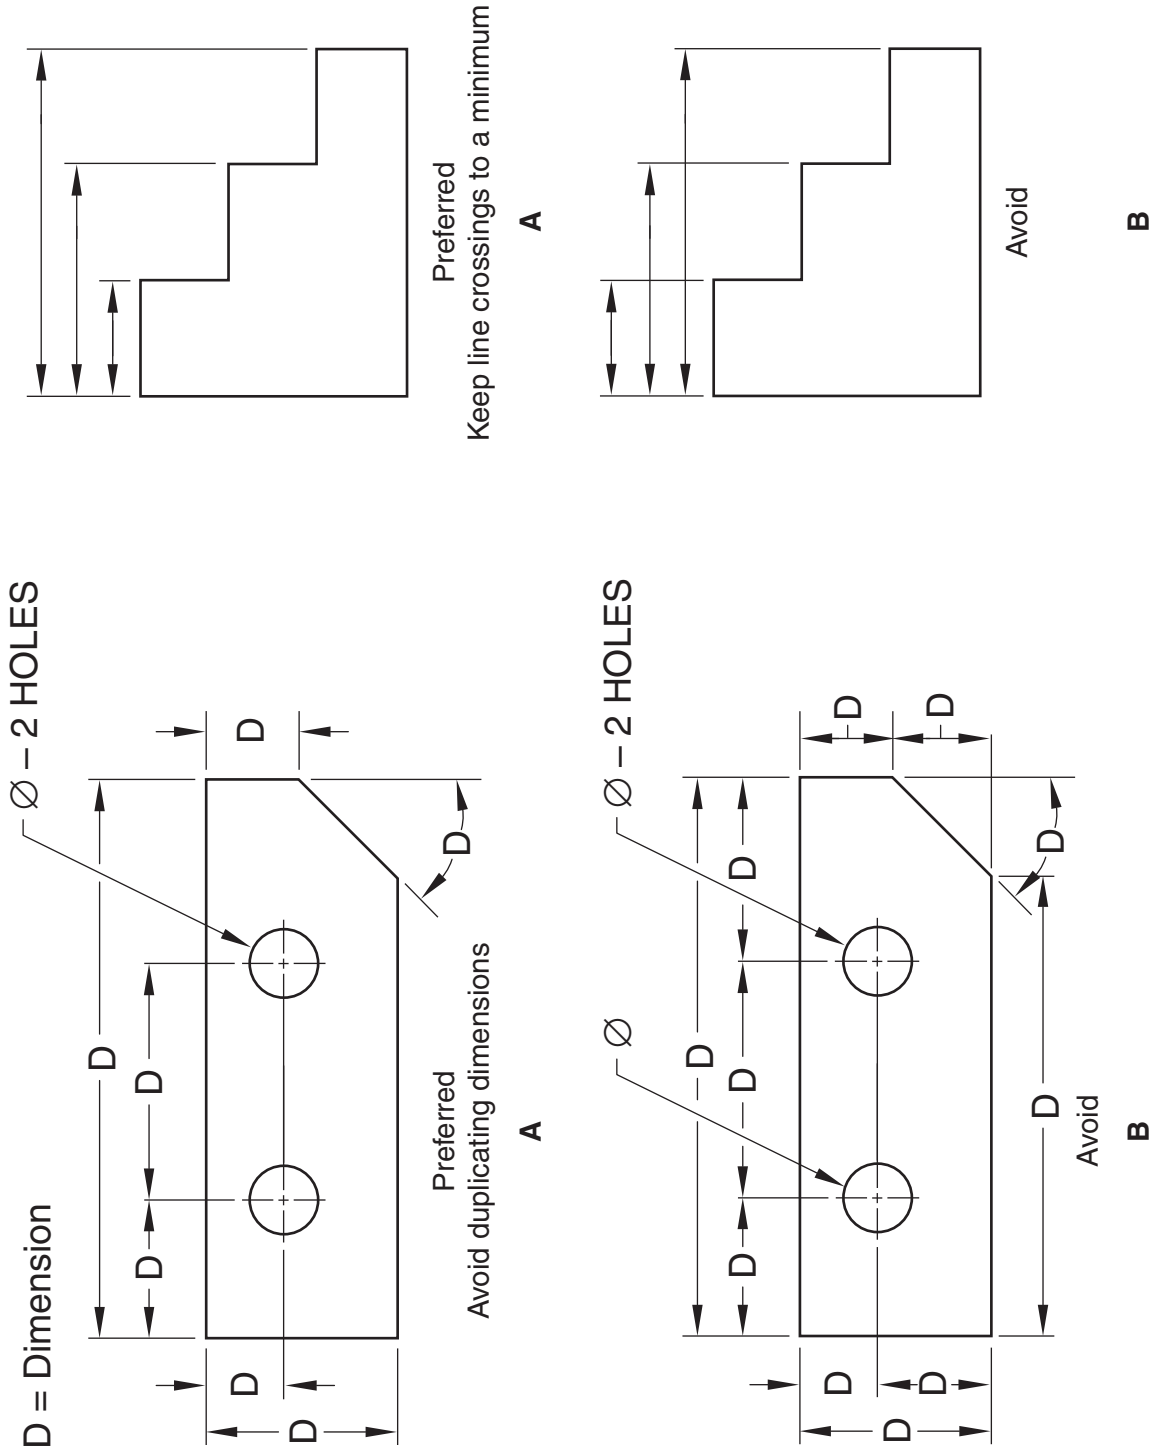 D = Dimension
∅ – 2 HOLES
D
D D
D D
D
D
Preferred
Avoid duplicating dimensions
A
Preferred
Keep line crossings to a minimum
A
∅
∅ – 2 HOLES
D
D D D
D D
D
D D
D D
Avoid
B
Avoid
B